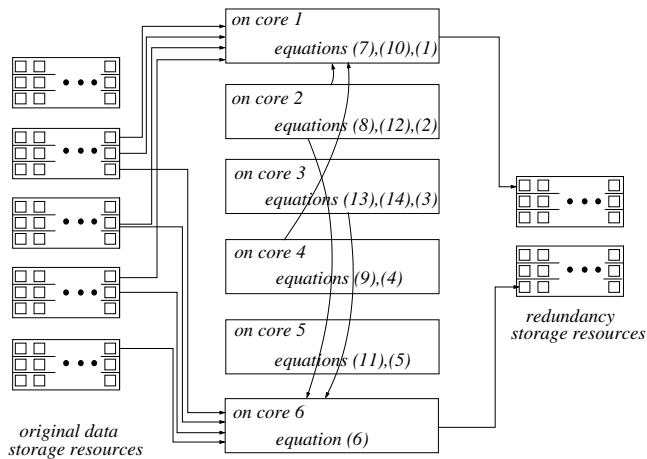 on core 1
equations (7),(10),(1)
on core 2
equations (8),(12),(2)
on core 3
equations (13),(14),(3)
on core 4
equations (9),(4)
on core 5
equations (11),(5)
on core 6
equation (6)
original data
storage resources
redundancy
storage resources